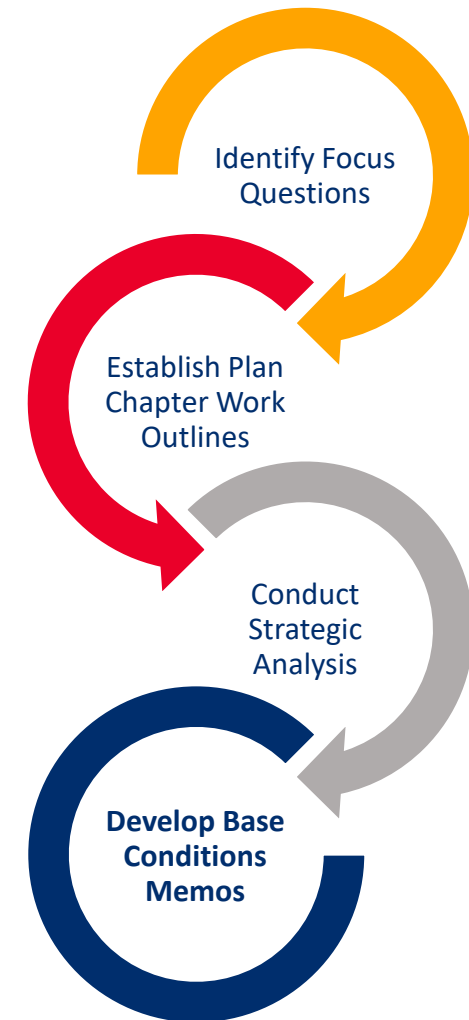 Identify Focus
Questions
Establish Plan
Chapter Work
Outlines
Conduct
Strategic
Analysis
Develop Base
Conditions
Memos